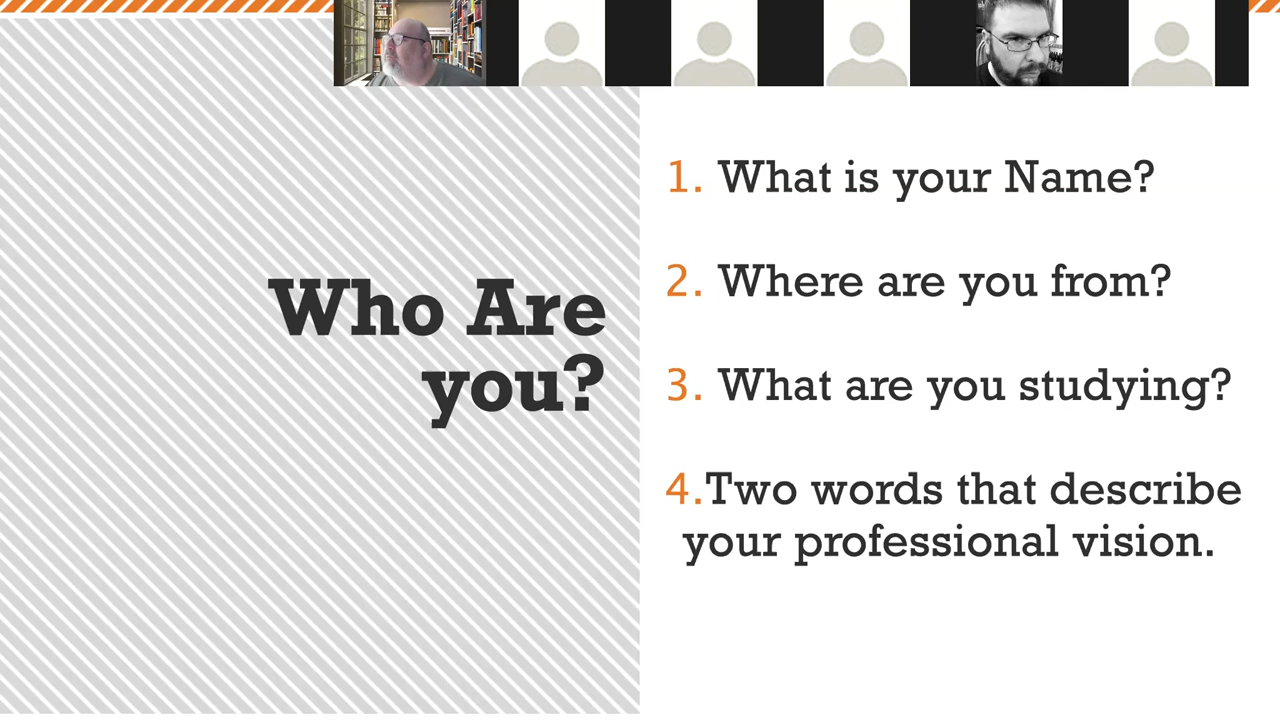 Who Are
you?
1. What is your Name?
2. Where are you from?
3. What are you studying?
4.Two words that describe
your professional vision.